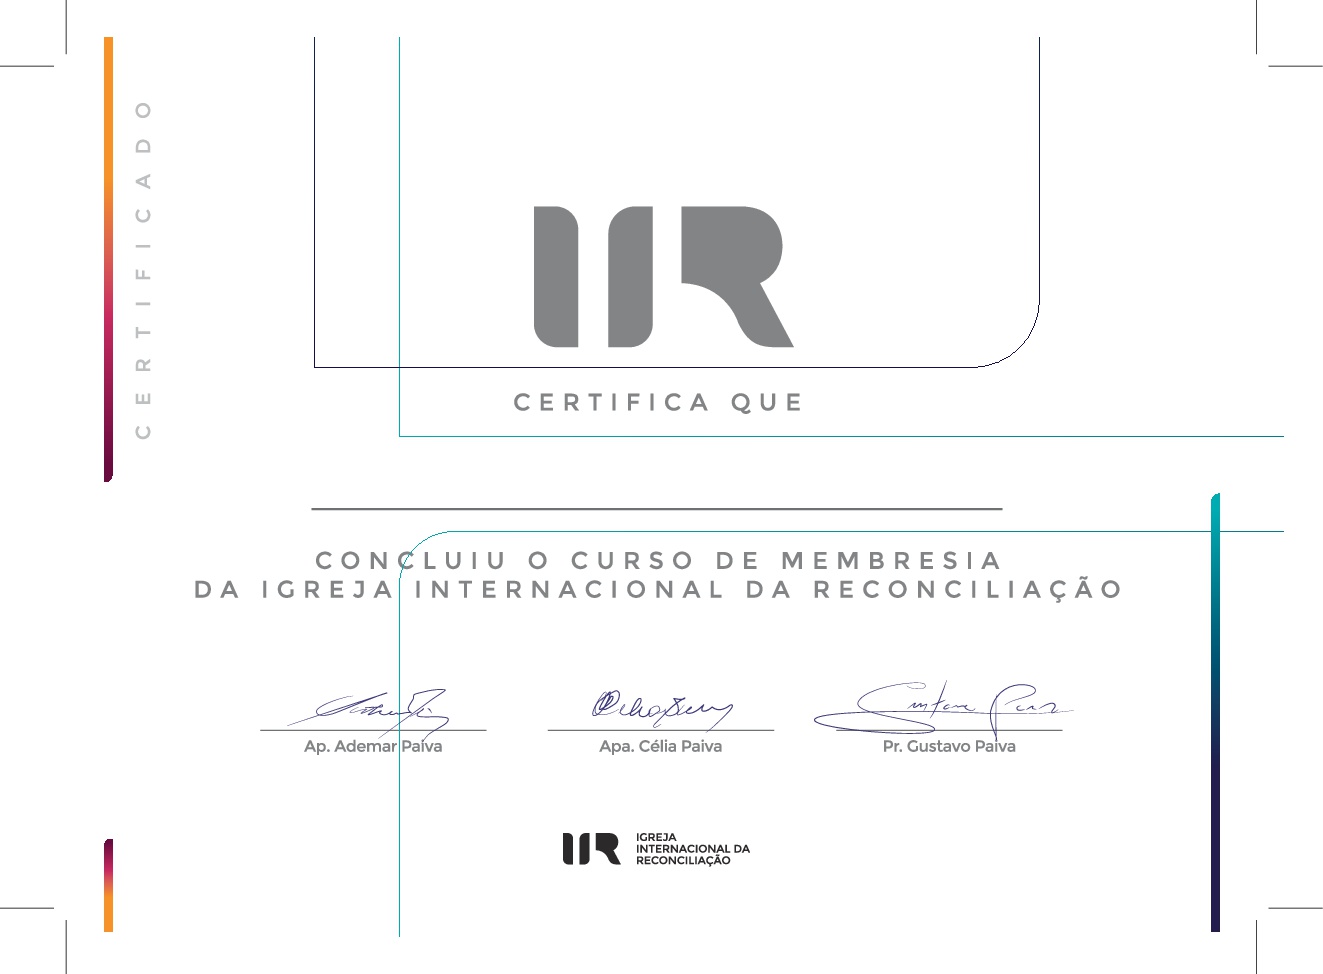 CERTIFICADO
IIR
CERTIFICA QUE
CONCLUIU O CURSO DE MEMBRESIA
DA IGREJA INTERNACIONAL DA RECONCILIAÇÃO
Ap. Ademar Paiva
Apa. Célia Paiva
Pr. Gustavo Paiva
IIR
IGREJA
INTERNACIONAL DA
RECONCILIAÇÃO